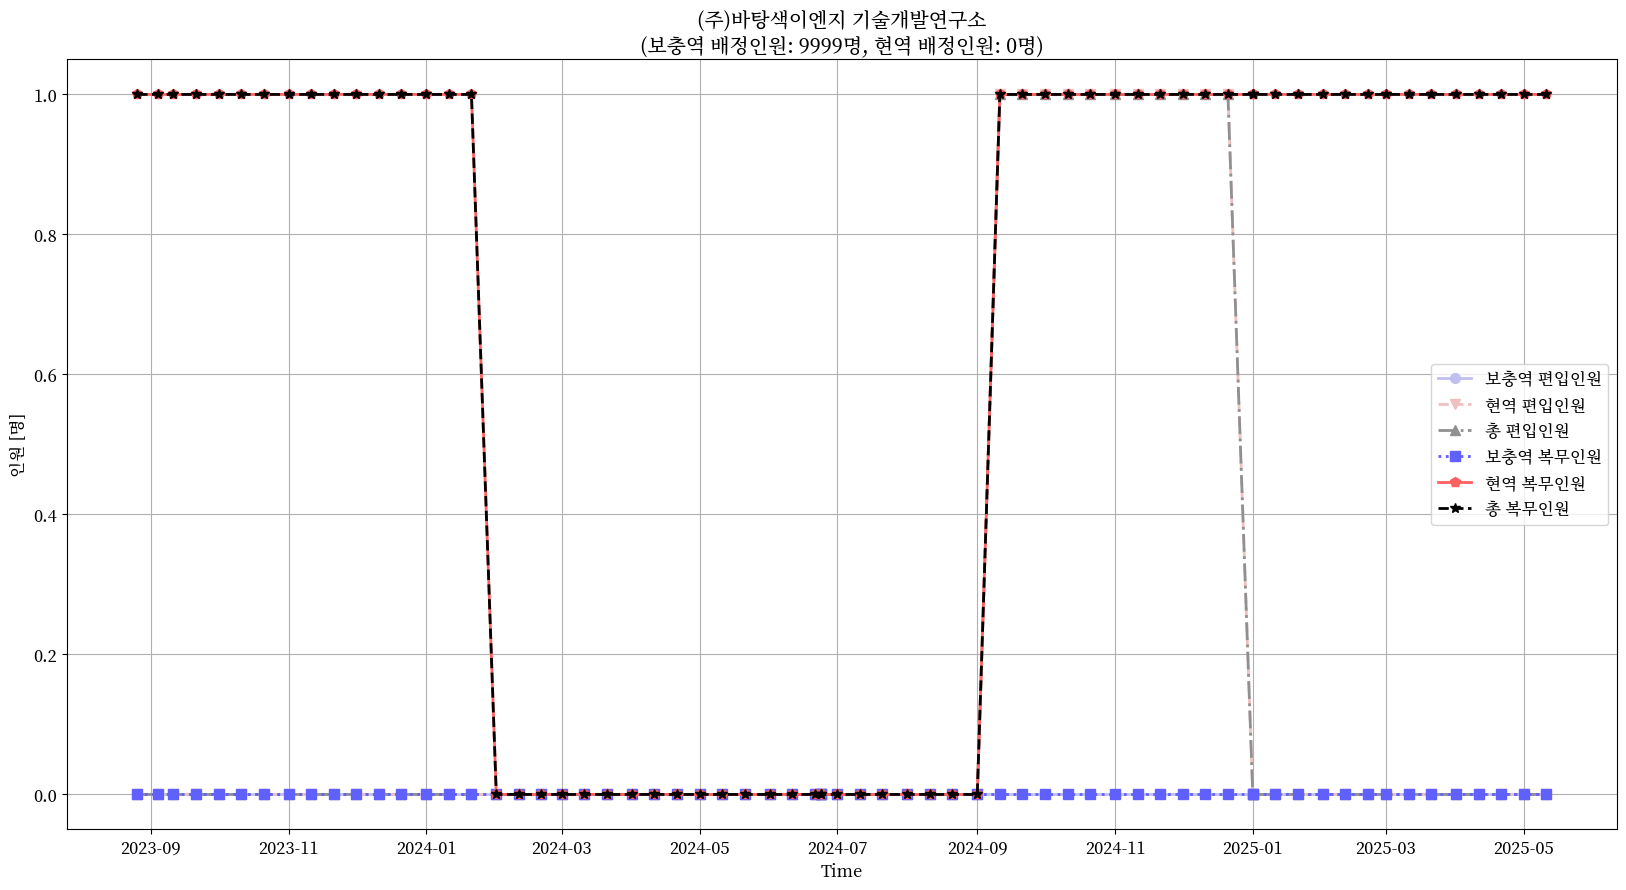 (주)바탕색이엔지 기술개발연구소
(보충역 배정인원: 9999명, 현역 배정인원: 0명)
1.0
0.8
0.6
0.4
0.2
0.0
인원 [명]
보충역 편입인원
현역 편입인원
총 편입인원
보충역 복무인원
현역 복무인원
총 복무인원
2023-09 2023-11 2024-01 2024-03 2024-05 2024-07 2024-09 2024-11 2025-01 2025-03 2025-05
Time